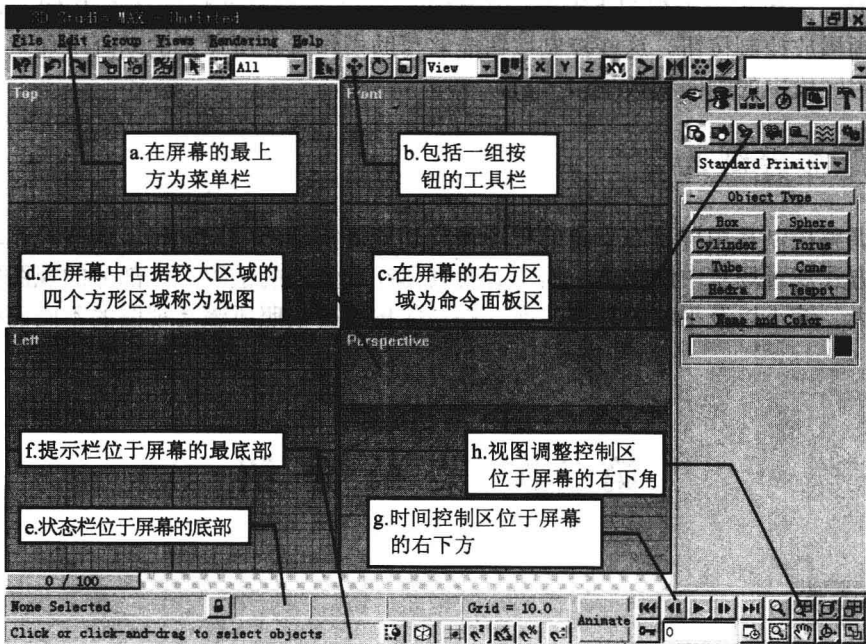 3D Studio MAX - Untitled
File Edit Group Views Rendering Help
All
View
X Y Z XY
Top
Front
a.在屏幕的最上
方为菜单栏
b.包括一组按
钮的工具栏
Standard Primitiv
- Object Type
Box Sphere
Cylinder Torus
Tube Cone
Hedra Teapot
- Name and Color
d.在屏幕中占据较大区域的
四个方形区域称为视图
c.在屏幕的右方区
域为命令面板区
Left
Perspective
f.提示栏位于屏幕的最底部
h.视图调整控制区
位于屏幕的右下角
e.状态栏位于屏幕的底部
g.时间控制区位于屏幕
的右下方
0 / 100
None Selected
Grid = 10.0
Animate
Click or click-and-drag to select objects
0